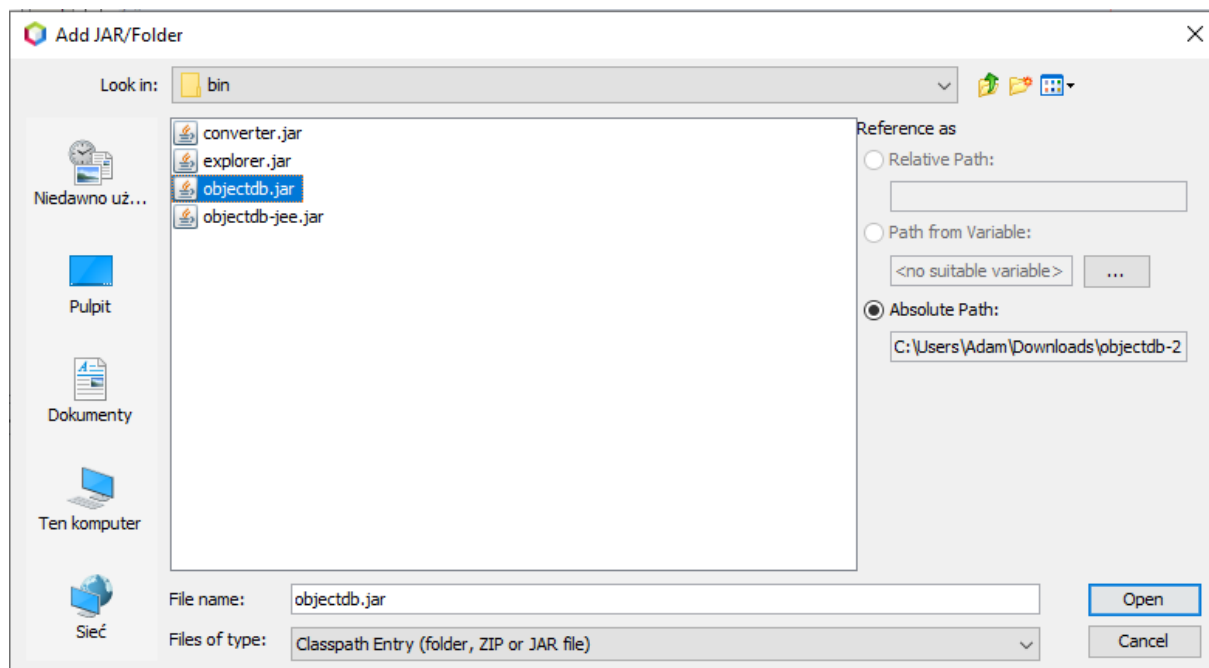 Add JAR/Folder
Look in:
bin
converter.jar
explorer.jar
objectdb.jar
objectdb-jee.jar
Niedawno uż...
Pulpit
Dokumenty
Ten komputer
Sieć
Reference as
Relative Path:
Path from Variable:
<no suitable variable>
...
Absolute Path:
C:\Users\Adam\Downloads\objectdb-2
File name:
objectdb.jar
Open
Files of type:
Classpath Entry (folder, ZIP or JAR file)
Cancel